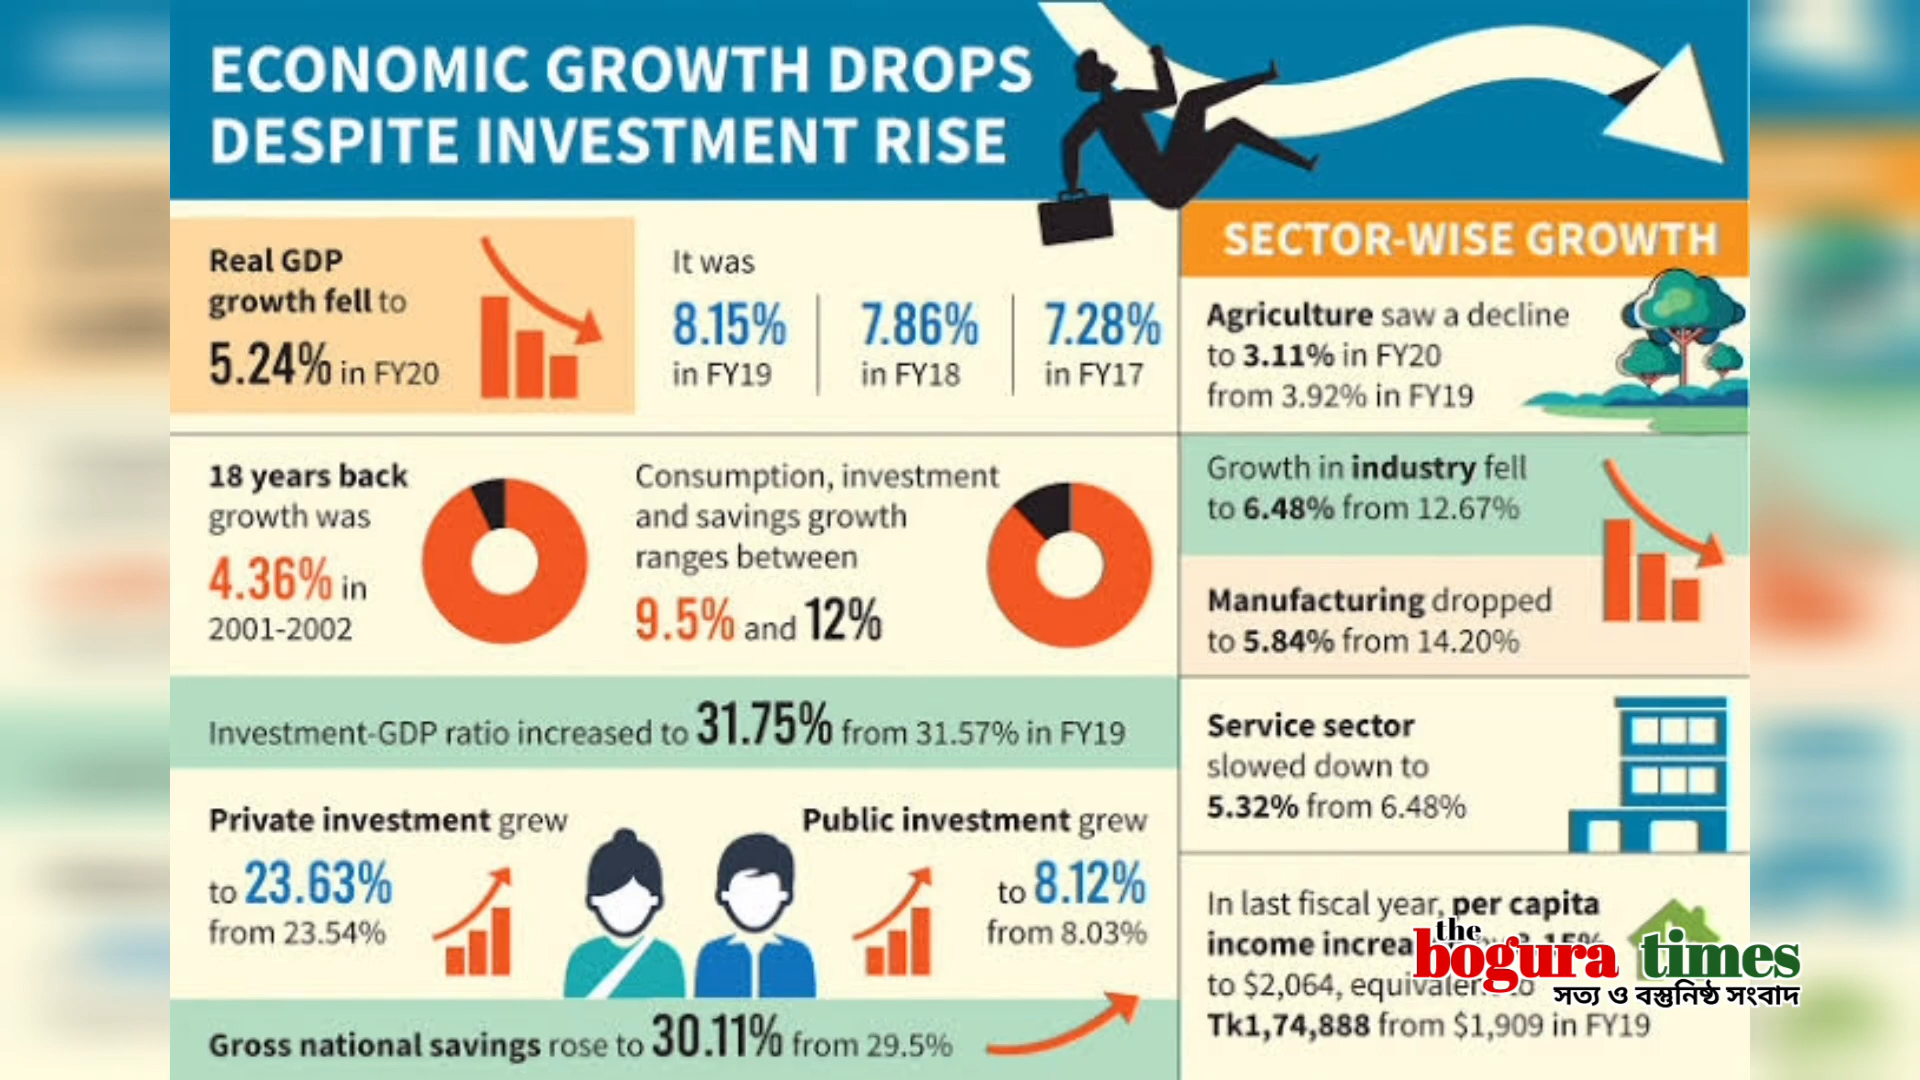 ECONOMIC GROWTH DROPS
DESPITE INVESTMENT RISE
Real GDP
growth fell to
5.24% in FY20
It was
8.15%
in FY19
7.86%
in FY18
7.28%
in FY17
18 years back
growth was
4.36% in
2001-2002
Consumption, investment
and savings growth
ranges between
9.5% and 12%
Investment-GDP ratio increased to 31.75% from 31.57% in FY19
Private investment grew
to 23.63%
from 23.54%
Public investment grew
to 8.12%
from 8.03%
Gross national savings rose to 30.11% from 29.5%
SECTOR-WISE GROWTH
Agriculture saw a decline
to 3.11% in FY20
from 3.92% in FY19
Growth in industry fell
to 6.48% from 12.67%
Manufacturing dropped
to 5.84% from 14.20%
Service sector
slowed down to
5.32% from 6.48%
In last fiscal year, per capita
income
to $2,064, equivalent to
Tk1,74,888 from $1,909 in FY19
the
bogura times
সত্য ও বস্তুনিষ্ঠ সংবাদ